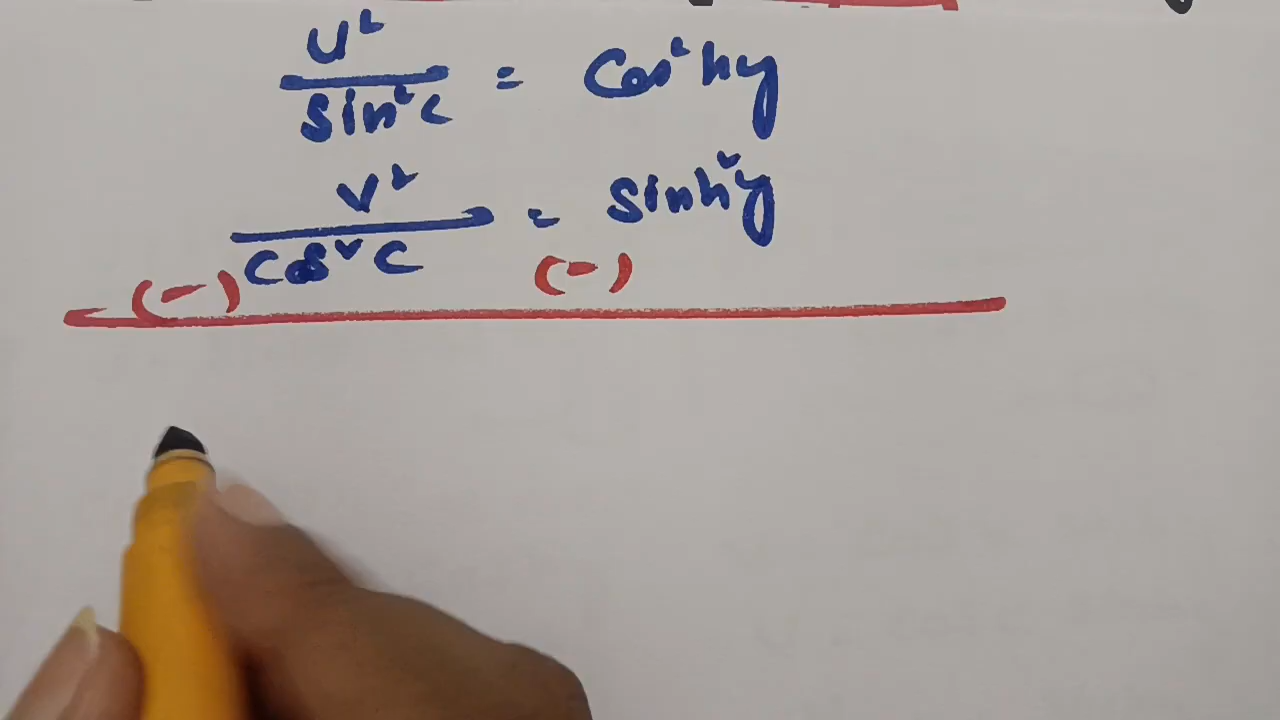 U²
sin²c = Cos²hy
V²
Cos²c = sinh²y
(-) (-)